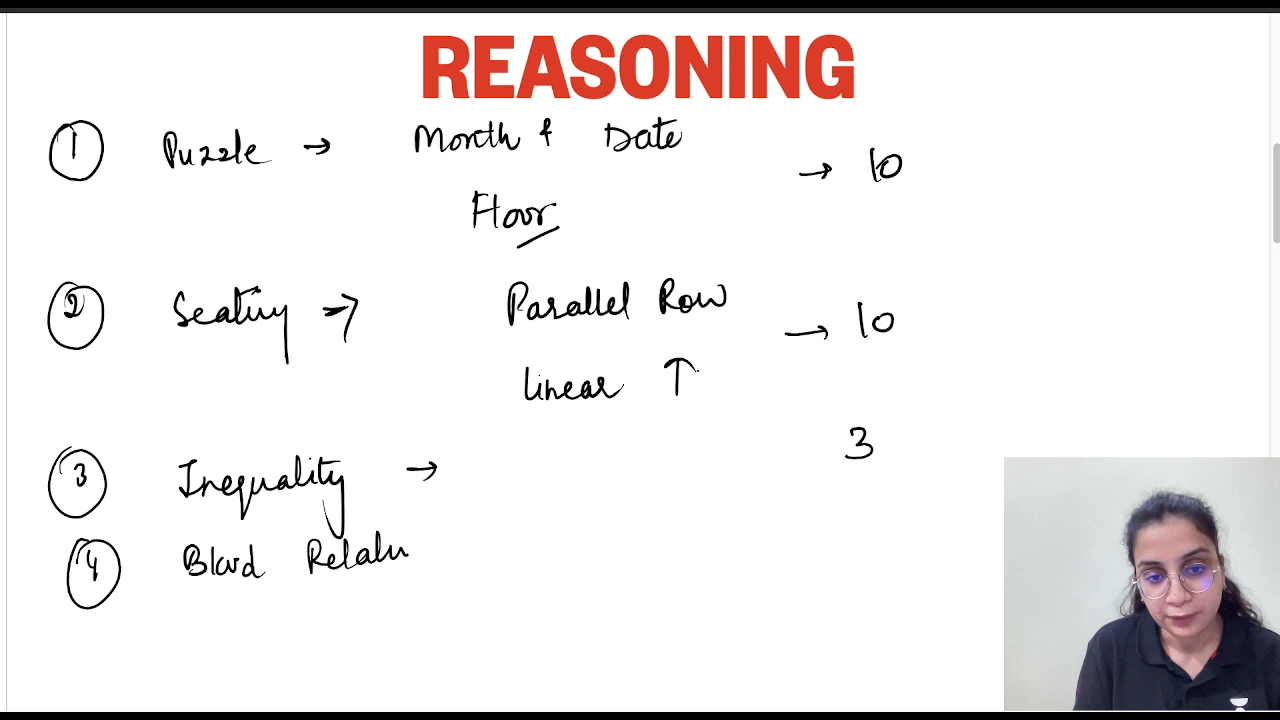 REASONING
① Puzzle → Month & Date
Floor → 10
② Seating → Parallel Row
Linear ↑ → 10
③ Inequality → 3
④ Blood Relatn